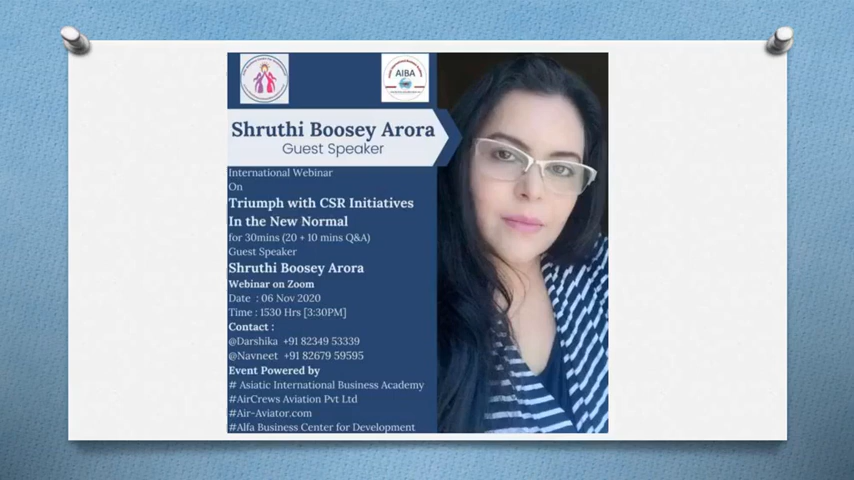 AIBA
Shruthi Boosey Arora
Guest Speaker
International Webinar
On
Triumph with CSR Initiatives
In the New Normal
for 30mins (20 + 10 mins Q&A)
Guest Speaker
Shruthi Boosey Arora
Webinar on Zoom
Date : 06 Nov 2020
Time : 1530 Hrs [3:30PM]
Contact :
@Darshika +91 82349 53339
@Navneet +91 82679 59595
Event Powered by
# Asiatic International Business Academy
#AirCrews Aviation Pvt Ltd
#Air-Aviator.com
#Alfa Business Center for Development